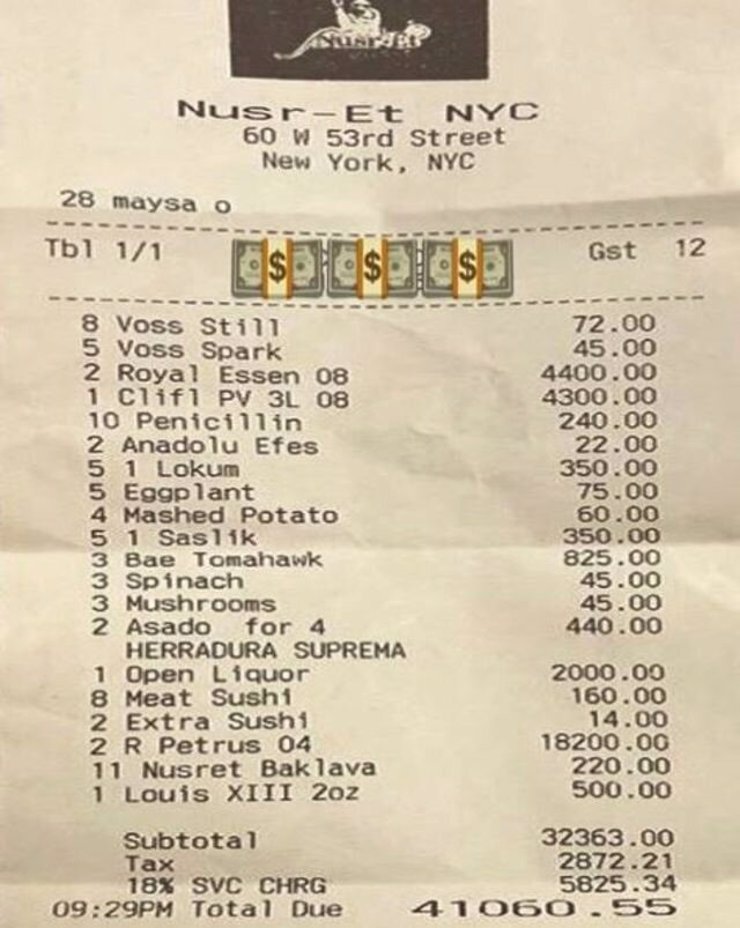 Nusr-Et
Nusr-Et NYC
60 W 53rd Street
New York, NYC
28 maysa o
Tbl 1/1 $ $ $ Gst 12
8 Voss Still 72.00
5 Voss Spark 45.00
2 Royal Essen 08 4400.00
1 Clifl PV 3L 08 4300.00
10 Penicillin 240.00
2 Anadolu Efes 22.00
5 1 Lokum 350.00
5 Eggplant 75.00
4 Mashed Potato 60.00
5 1 Saslik 350.00
3 Bae Tomahawk 825.00
3 Spinach 45.00
3 Mushrooms 45.00
2 Asado for 4 440.00
HERRADURA SUPREMA
1 Open Liquor 2000.00
8 Meat Sushi 160.00
2 Extra Sushi 14.00
2 R Petrus 04 18200.00
11 Nusret Baklava 220.00
1 Louis XIII 2oz 500.00
Subtotal 32363.00
Tax 2872.21
18% SVC CHRG 5825.34
09:29PM Total Due 41060.55